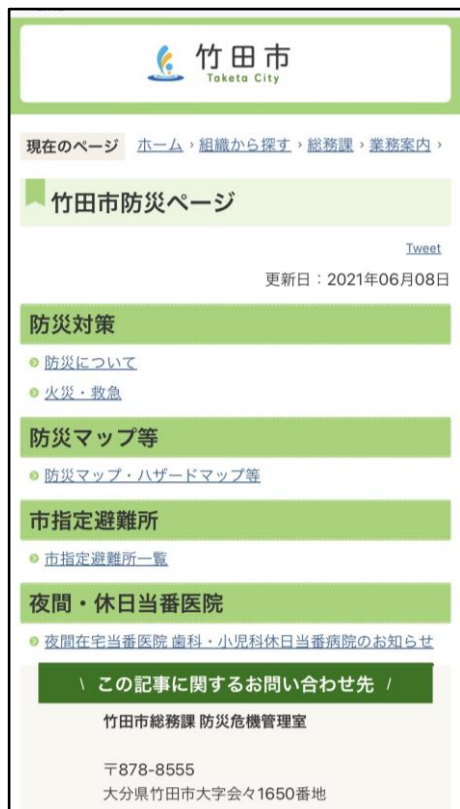 竹田市
Taketa City
現在のページ ホーム › 組織から探す › 総務課 › 業務案内 ›
竹田市防災ページ
Tweet
更新日：2021年06月08日
防災対策
防災について
火災・救急
防災マップ等
防災マップ・ハザードマップ等
市指定避難所
市指定避難所一覧
夜間・休日当番医院
夜間在宅当番医院 歯科・小児科休日当番病院のお知らせ
\ この記事に関するお問い合わせ先 /
竹田市総務課 防災危機管理室
〒878-8555
大分県竹田市大字会々1650番地